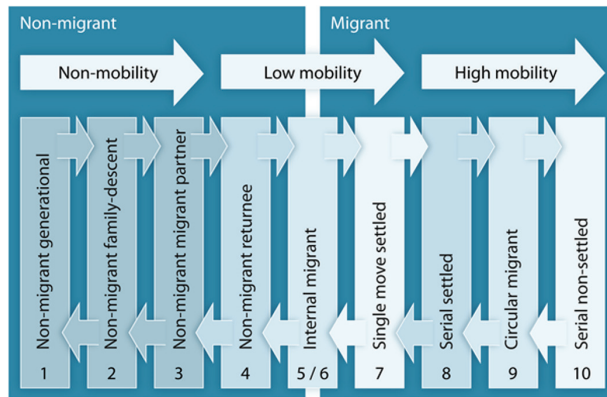 Non-migrant
Migrant
Non-mobility
Low mobility
High mobility
Non-migrant generational
Non-migrant family-descent
Non-migrant migrant partner
Non-migrant returnee
Internal migrant
Single move settled
Serial settled
Circular migrant
Serial non-settled
1
2
3
4
5 / 6
7
8
9
10